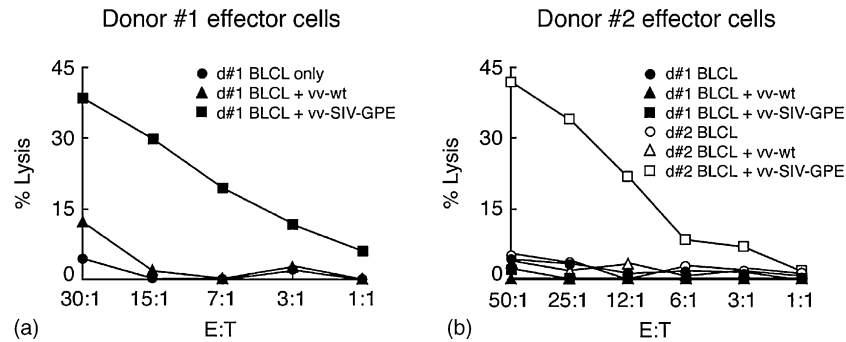 Donor #1 effector cells
45
30
15
0
% Lysis
d#1 BLCL only
d#1 BLCL + vv-wt
d#1 BLCL + vv-SIV-GPE
30:1 15:1 7:1 3:1 1:1
E:T
(a)
Donor #2 effector cells
45
30
15
0
% Lysis
d#1 BLCL
d#1 BLCL + vv-wt
d#1 BLCL + vv-SIV-GPE
d#2 BLCL
d#2 BLCL + vv-wt
d#2 BLCL + vv-SIV-GPE
50:1 25:1 12:1 6:1 3:1 1:1
E:T
(b)